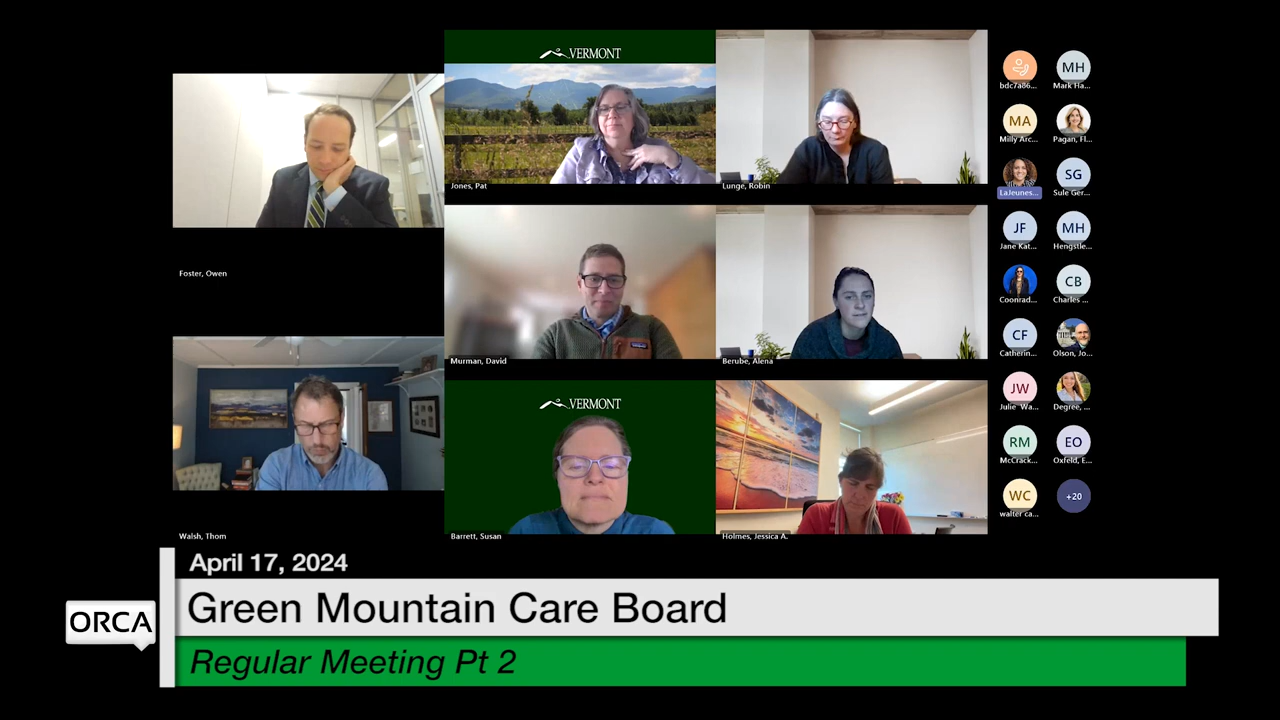 VERMONT
Jones, Pat
Lunge, Robin
Foster, Owen
Murman, David
Berube, Alena
VERMONT
Walsh, Thom
Barrett, Susan
Holmes, Jessica A.
bdc7a86...
MH
Mark Ha...
MA
Milly Arc...
Pagan, Fl...
LaJeunes...
SG
Sule Ger...
JF
Jane Kat...
MH
Hengstle...
Coonrad...
CB
Charles ...
CF
Catherin...
Olson, Jo...
JW
Julie "Wa...
Degree, ...
RM
McCrack...
EO
Oxfeld, E...
WC
walter ca...
+20
April 17, 2024
ORCA
Green Mountain Care Board
Regular Meeting Pt 2